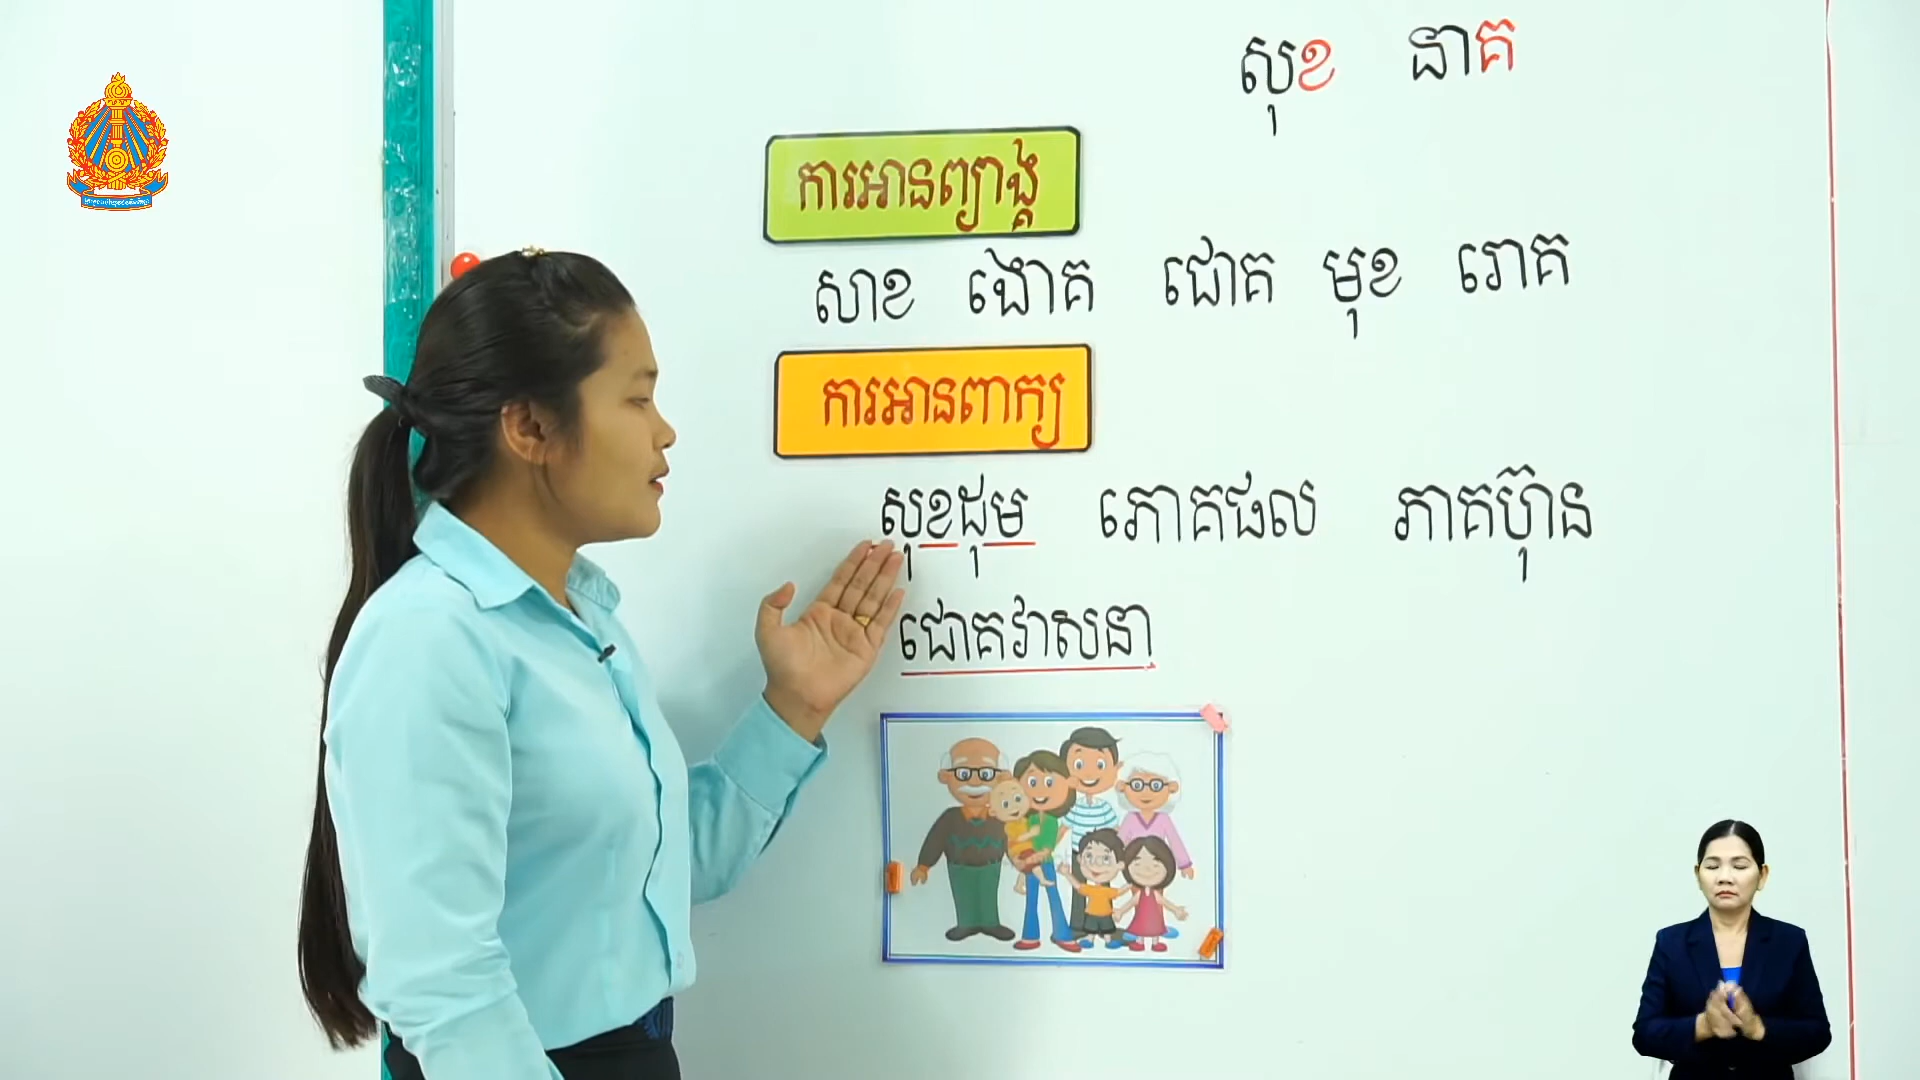 សុខ នាគ
ការអានព្យាង្គ
សាខ ងោគ ជោគ មុខ រោគ
ការអានពាក្យ
សុខដុម ភោគផល ភាគហ៊ុន
ជោគវាសនា